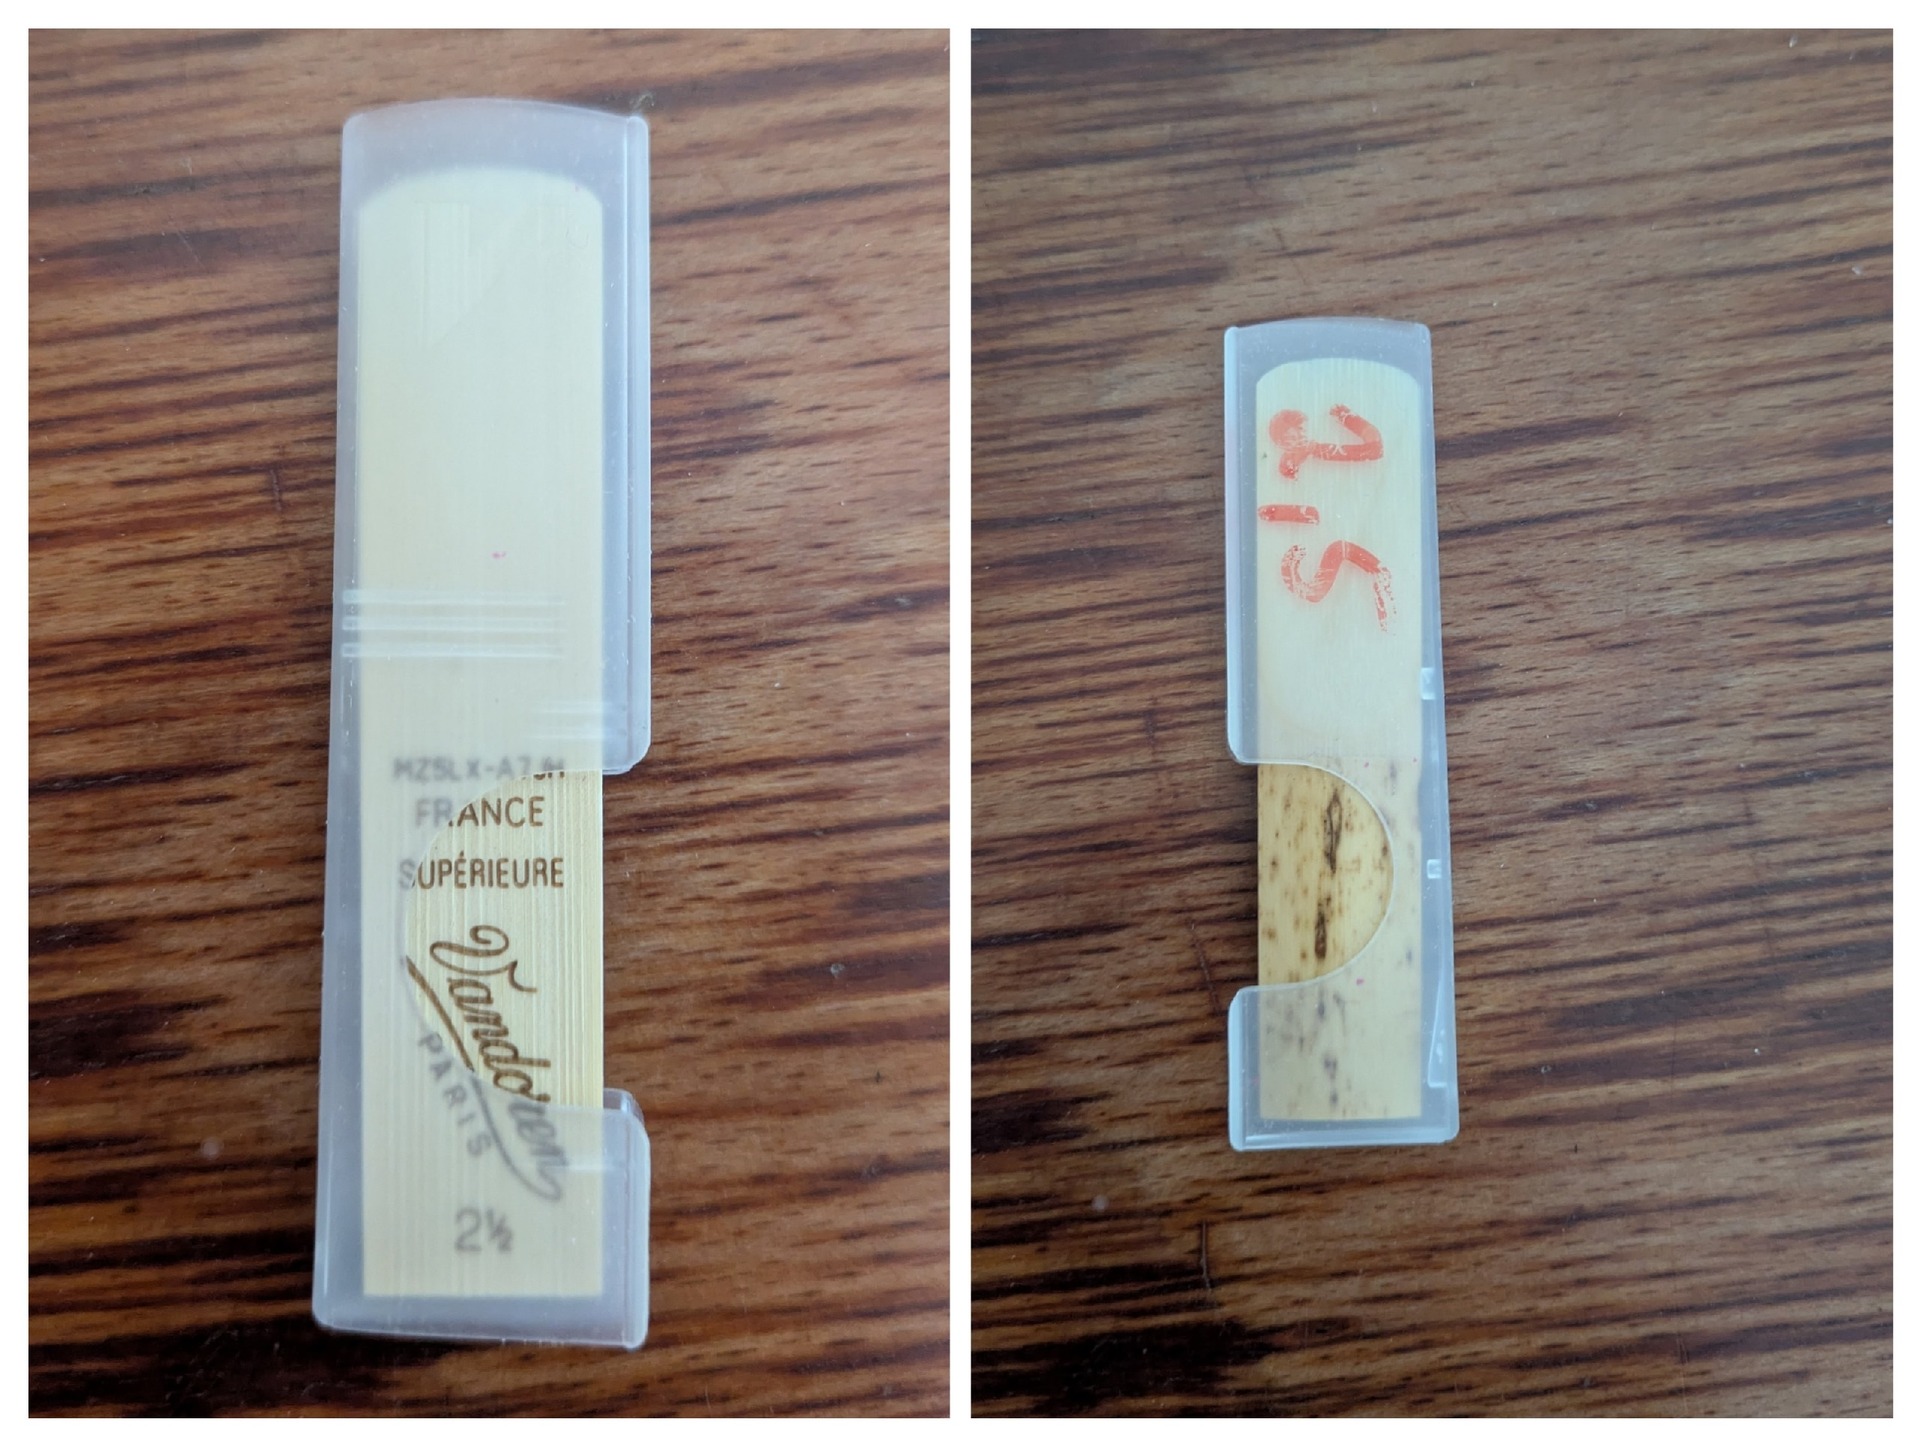 FRANCE
SUPÉRIEURE
Vandoren
PARIS
2½
2,5